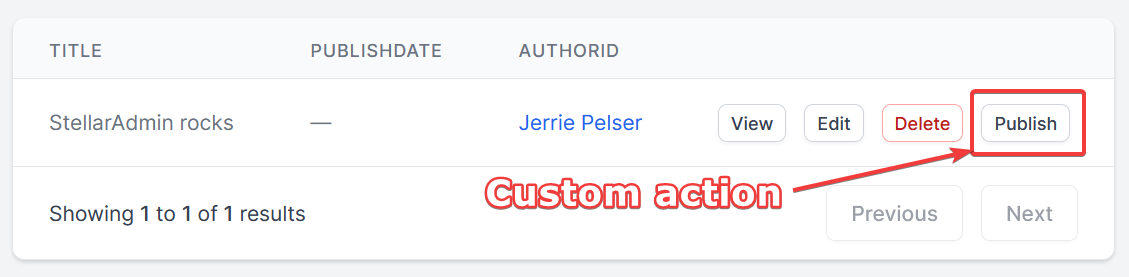 TITLE PUBLISHDATE AUTHORID
StellarAdmin rocks — Jerrie Pelser View Edit Delete Publish
Custom action
Showing 1 to 1 of 1 results Previous Next